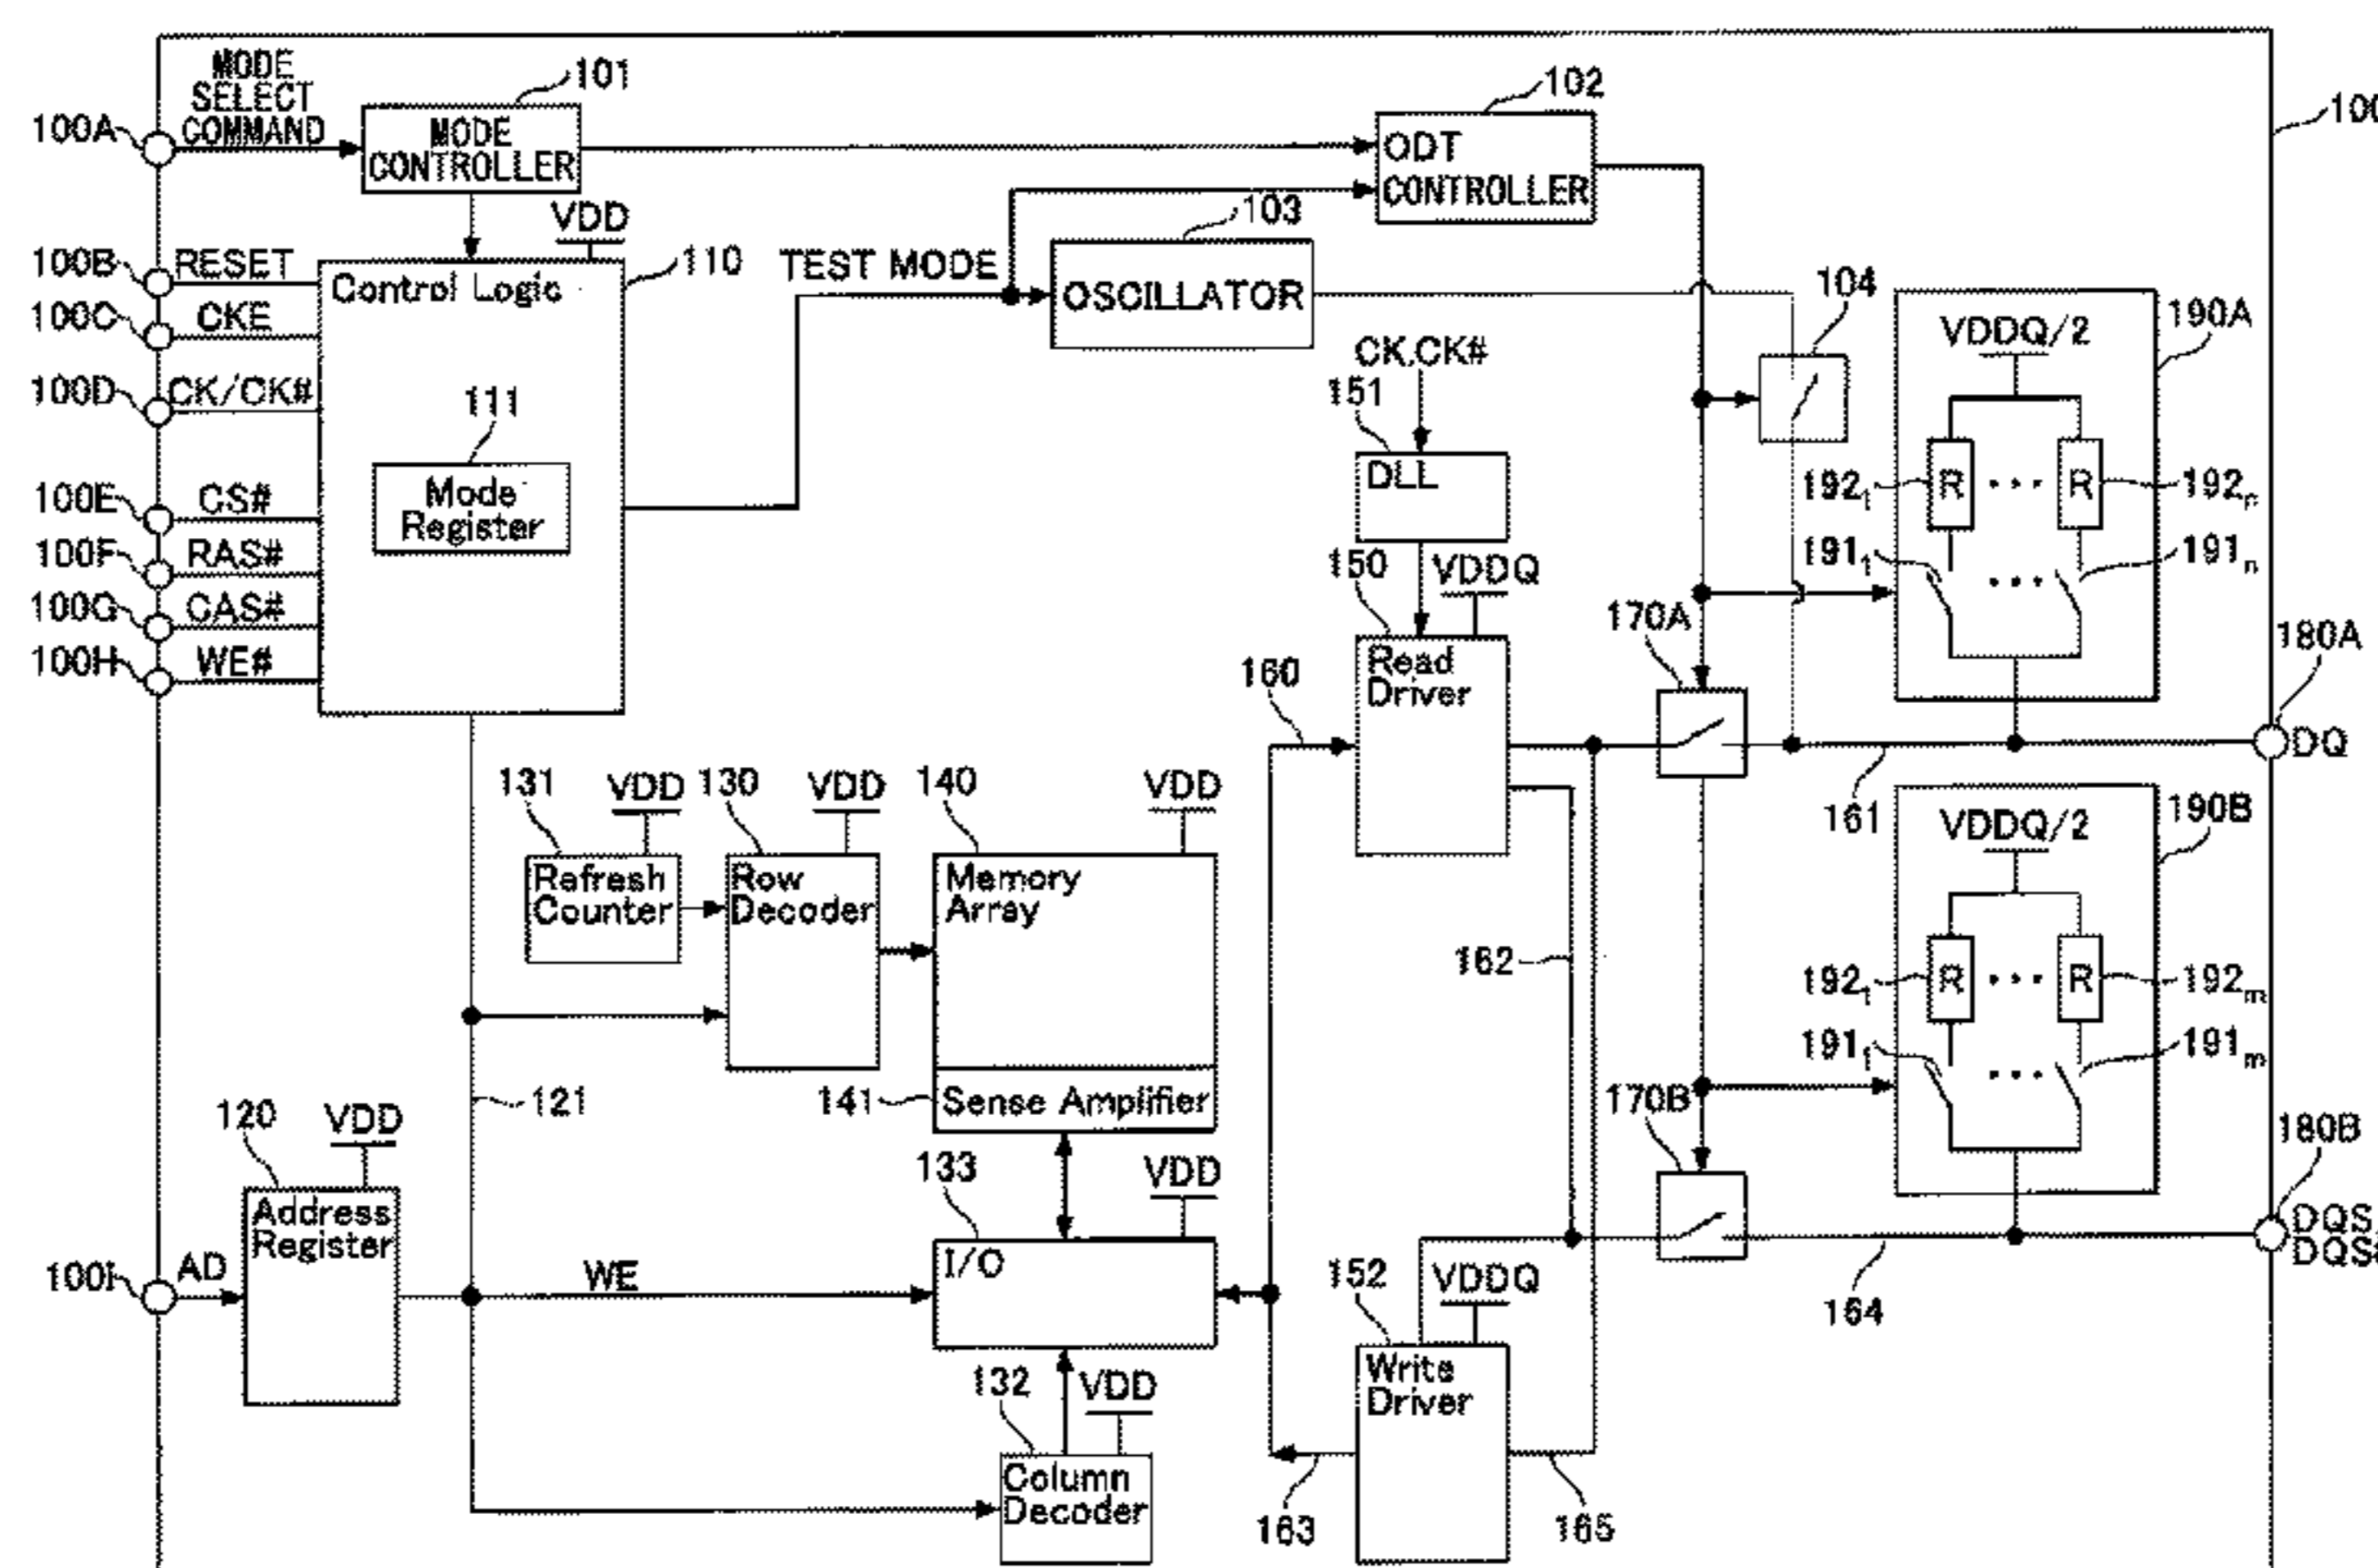 MODE
SELECT
COMMAND
101
102
100A
MODE
CONTROLLER
ODT
CONTROLLER
VDD
103
100B
RESET
110
Control Logic
TEST MODE
OSCILLATOR
104
100C
CKE
VDDQ/2
190A
100D
CK/CK#
CK,CK#
111
151
Mode
Register
DLL
100E
CS#
192₁
R
...
R
192ₙ
100F
RAS#
150
VDDQ
191₁
...
191ₙ
100G
CAS#
170A
180A
100H
WE#
160
Read
Driver
DQ
131
VDD
130
VDD
140
VDD
161
190B
VDDQ/2
Refresh
Counter
Row
Decoder
Memory
Array
162
192₁
R
...
R
192ₘ
191₁
...
191ₘ
120
VDD
121
141
Sense Amplifier
170B
180B
133
VDD
Address
Register
DQS,
I/O
100I
AD
WE
152
VDDQ
164
132
VDD
Write
Driver
Column
Decoder
163
165